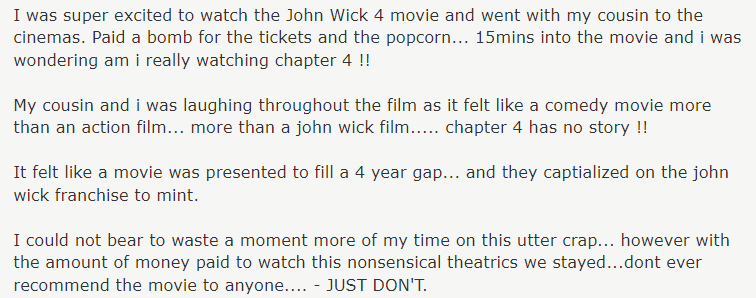 I was super excited to watch the John Wick 4 movie and went with my cousin to the
cinemas. Paid a bomb for the tickets and the popcorn... 15mins into the movie and i was
wondering am i really watching chapter 4 !!
My cousin and i was laughing throughout the film as it felt like a comedy movie more
than an action film... more than a john wick film..... chapter 4 has no story !!
It felt like a movie was presented to fill a 4 year gap... and they captialized on the john
wick franchise to mint.
I could not bear to waste a moment more of my time on this utter crap... however with
the amount of money paid to watch this nonsensical theatrics we stayed...dont ever
recommend the movie to anyone.... - JUST DON'T.